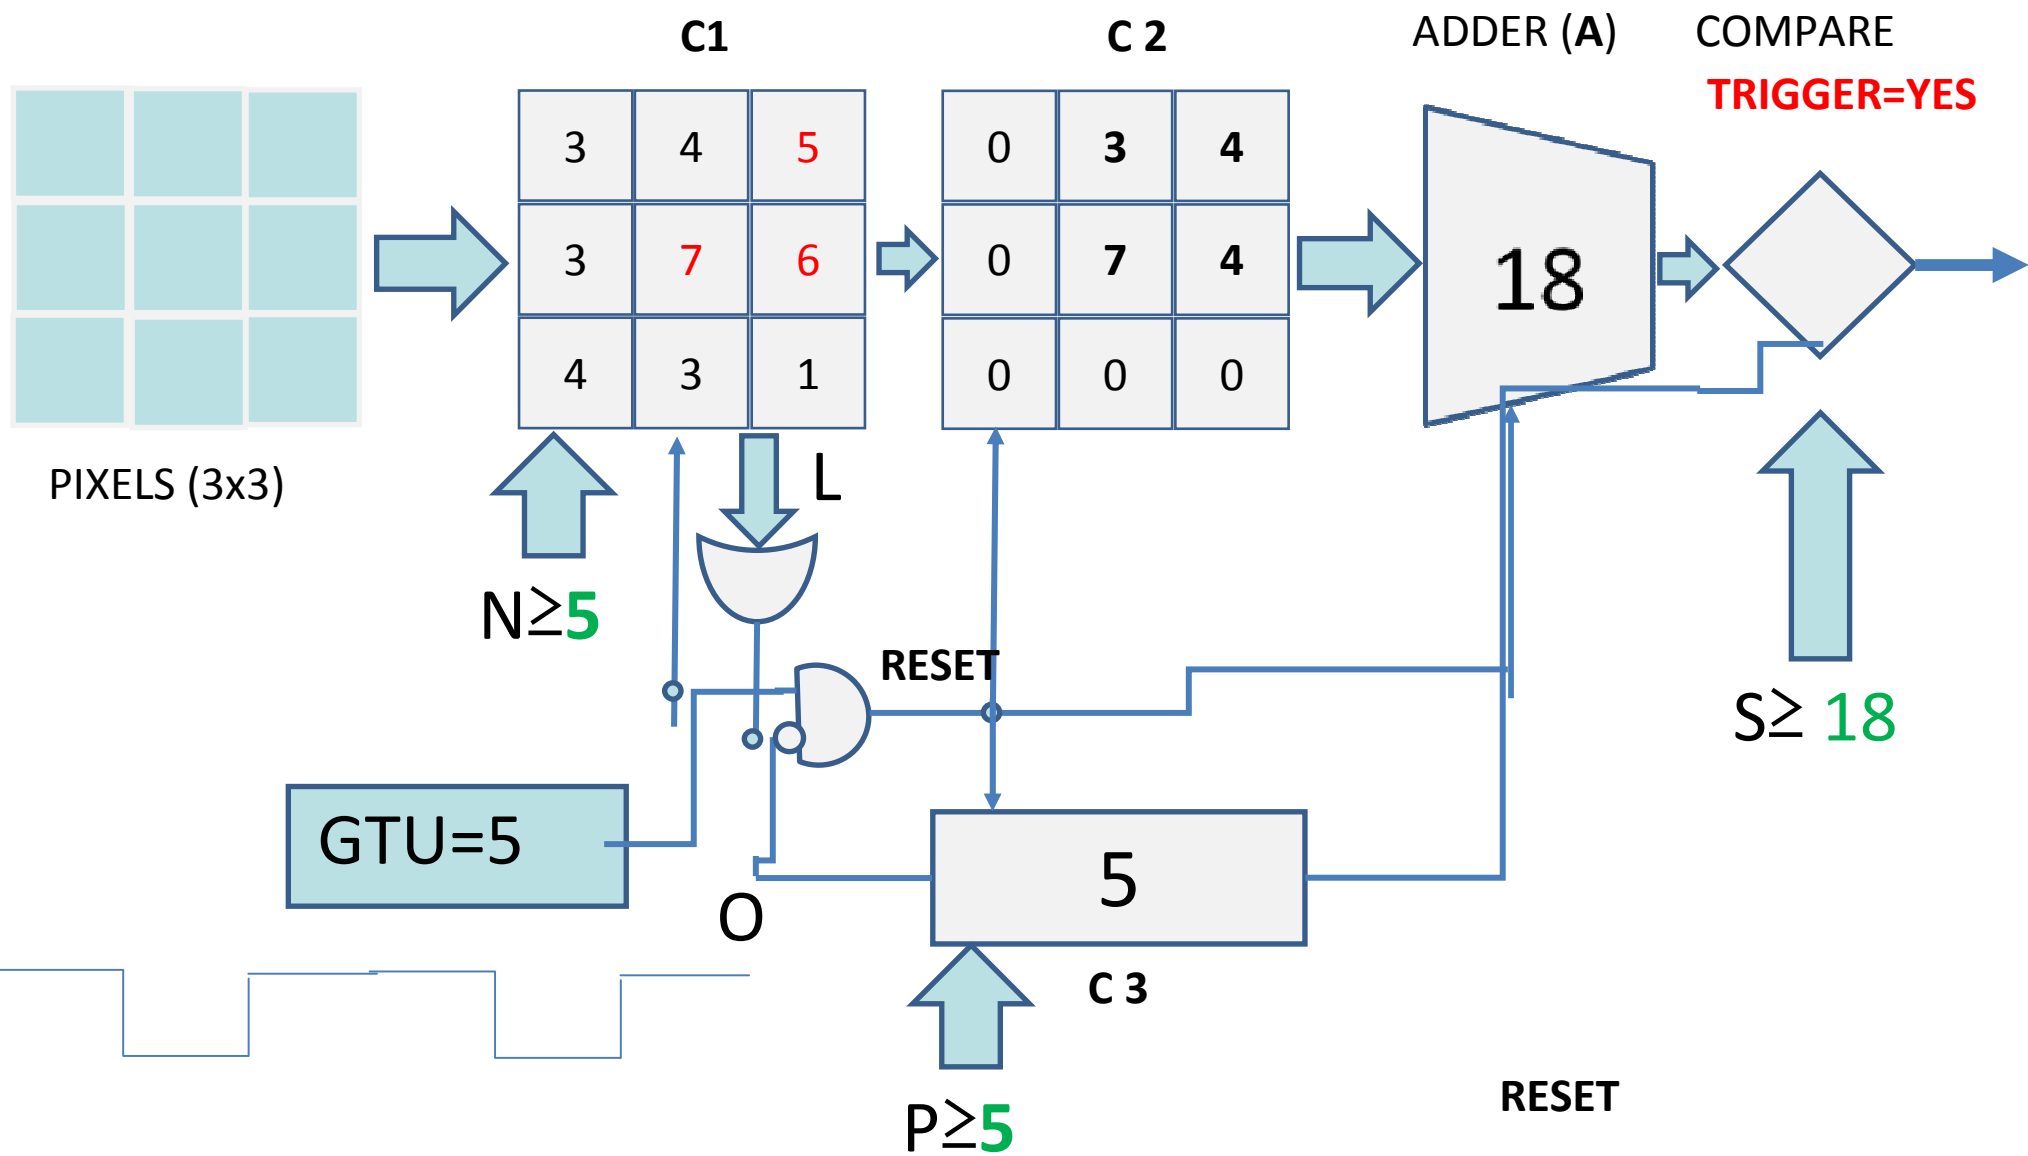 C1
C 2
ADDER (A)
COMPARE
TRIGGER=YES
3 4 5
3 7 6
4 3 1
0 3 4
0 7 4
0 0 0
18
PIXELS (3x3)
L
N≥5
RESET
S≥ 18
GTU=5
O
5
C 3
P≥5
RESET